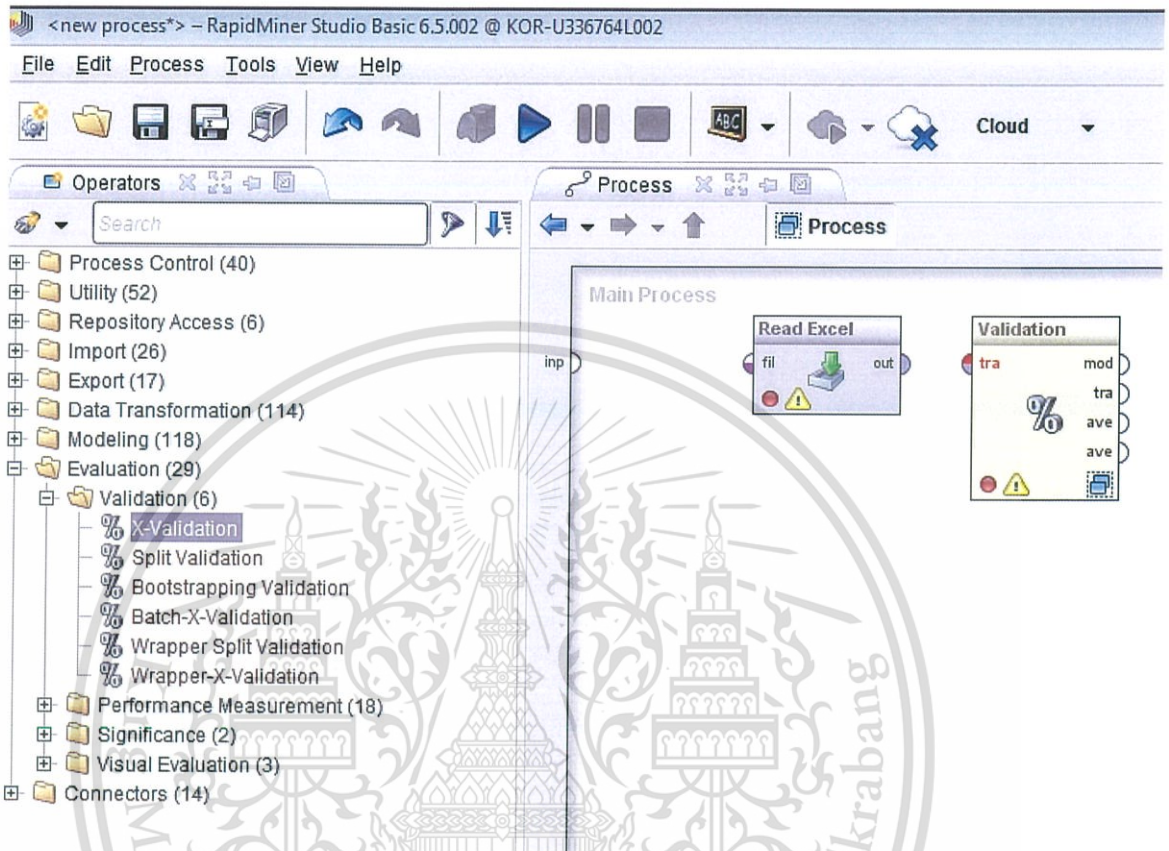 <new process*> – RapidMiner Studio Basic 6.5.002 @ KOR-U336764L002
File Edit Process Tools View Help
ABC
Cloud
Operators
Process
Search
Process
Process Control (40)
Utility (52)
Repository Access (6)
Import (26)
Export (17)
Data Transformation (114)
Modeling (118)
Evaluation (29)
Validation (6)
X-Validation
Split Validation
Bootstrapping Validation
Batch-X-Validation
Wrapper Split Validation
Wrapper-X-Validation
Performance Measurement (18)
Significance (2)
Visual Evaluation (3)
Connectors (14)
Main Process
inp
Read Excel
fil out
Validation
tra mod
tra
ave
ave
krabang